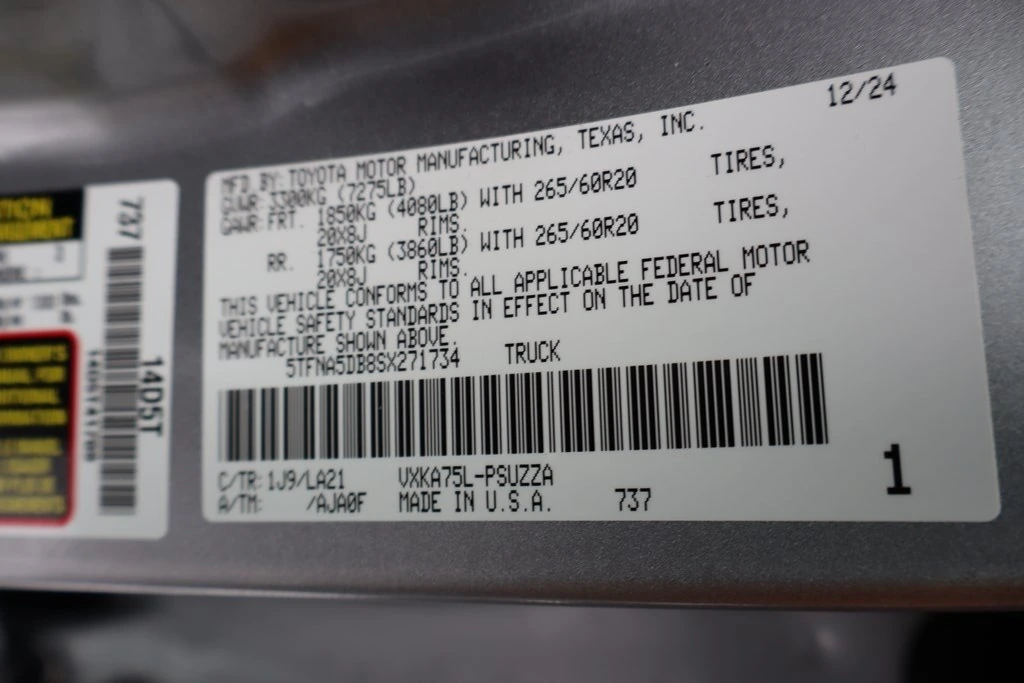 12/24
MFD. BY: TOYOTA MOTOR MANUFACTURING, TEXAS, INC.
GVWR: 3300KG (7275LB)
GAWR: FRT. 1850KG (4080LB) WITH 265/60R20 TIRES,
20X8J RIMS.
RR. 1750KG (3860LB) WITH 265/60R20 TIRES,
20X8J RIMS.
THIS VEHICLE CONFORMS TO ALL APPLICABLE FEDERAL MOTOR
VEHICLE SAFETY STANDARDS IN EFFECT ON THE DATE OF
MANUFACTURE SHOWN ABOVE.
5TFNA5DB8SX271734 TRUCK
C/TR: 1J9/LA21 VXKA75L-PSUZZA
A/TM: /AJA0F MADE IN U.S.A. 737
1
737
1405T